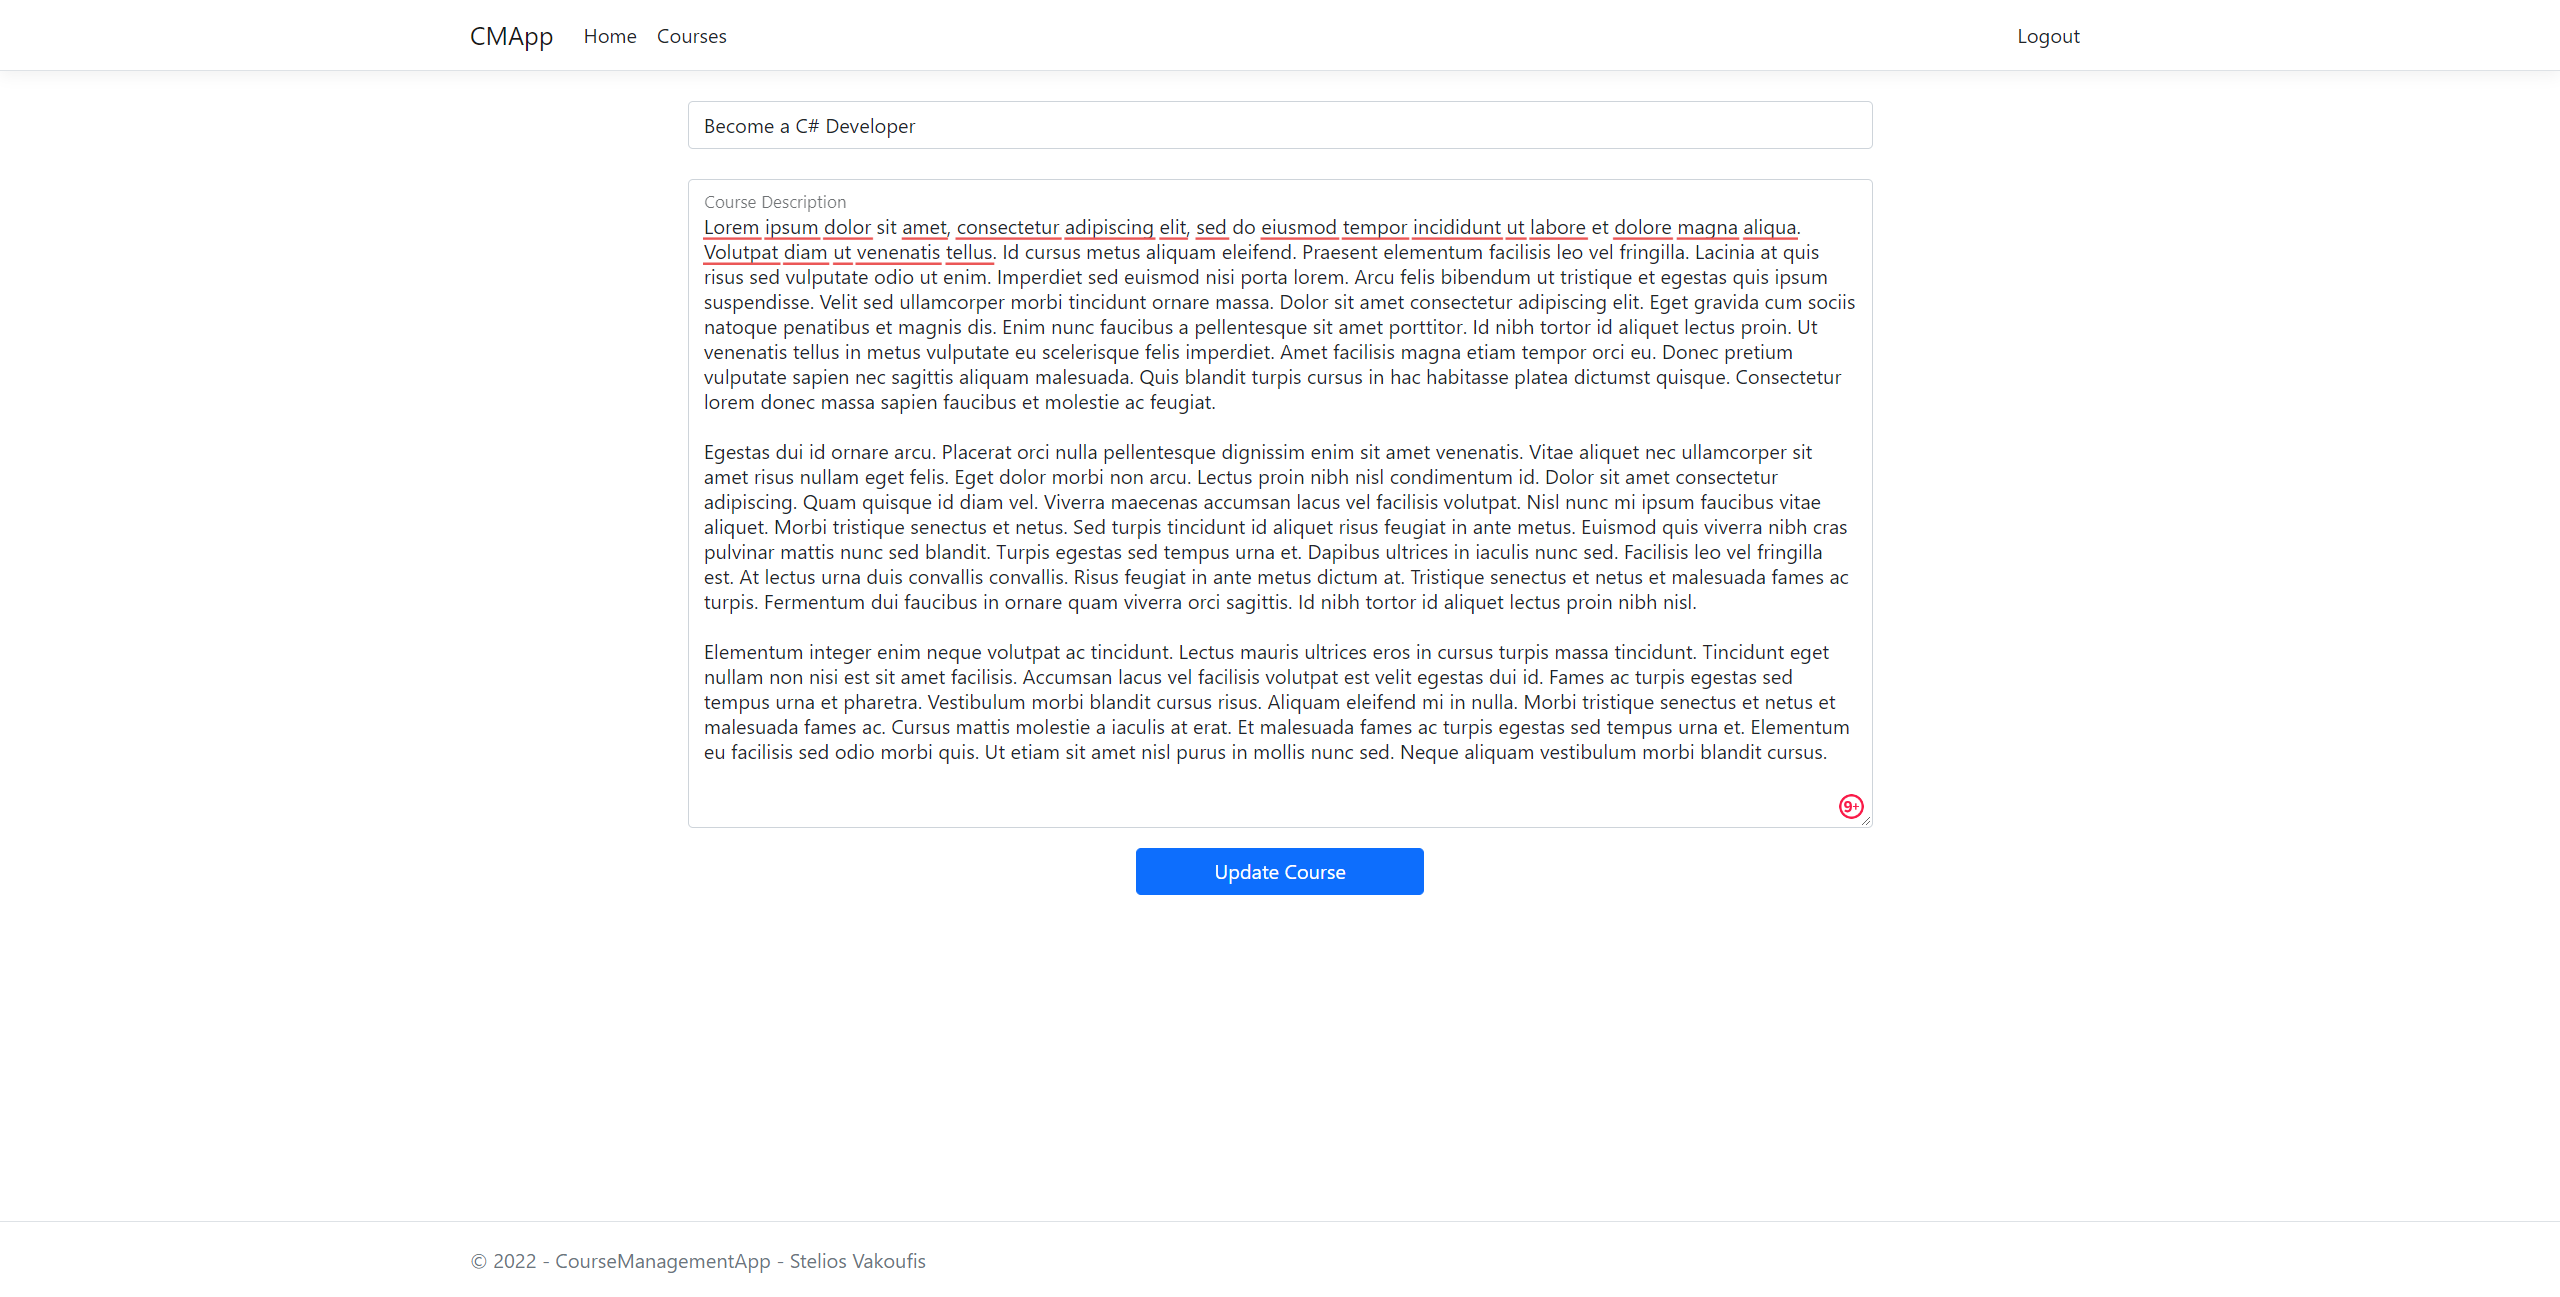 CMApp Home Courses Logout
Become a C# Developer
Course Description
Lorem ipsum dolor sit amet, consectetur adipiscing elit, sed do eiusmod tempor incididunt ut labore et dolore magna aliqua.
Volutpat diam ut venenatis tellus. Id cursus metus aliquam eleifend. Praesent elementum facilisis leo vel fringilla. Lacinia at quis
risus sed vulputate odio ut enim. Imperdiet sed euismod nisi porta lorem. Arcu felis bibendum ut tristique et egestas quis ipsum
suspendisse. Velit sed ullamcorper morbi tincidunt ornare massa. Dolor sit amet consectetur adipiscing elit. Eget gravida cum sociis
natoque penatibus et magnis dis. Enim nunc faucibus a pellentesque sit amet porttitor. Id nibh tortor id aliquet lectus proin. Ut
venenatis tellus in metus vulputate eu scelerisque felis imperdiet. Amet facilisis magna etiam tempor orci eu. Donec pretium
vulputate sapien nec sagittis aliquam malesuada. Quis blandit turpis cursus in hac habitasse platea dictumst quisque. Consectetur
lorem donec massa sapien faucibus et molestie ac feugiat.
Egestas dui id ornare arcu. Placerat orci nulla pellentesque dignissim enim sit amet venenatis. Vitae aliquet nec ullamcorper sit
amet risus nullam eget felis. Eget dolor morbi non arcu. Lectus proin nibh nisl condimentum id. Dolor sit amet consectetur
adipiscing. Quam quisque id diam vel. Viverra maecenas accumsan lacus vel facilisis volutpat. Nisl nunc mi ipsum faucibus vitae
aliquet. Morbi tristique senectus et netus. Sed turpis tincidunt id aliquet risus feugiat in ante metus. Euismod quis viverra nibh cras
pulvinar mattis nunc sed blandit. Turpis egestas sed tempus urna et. Dapibus ultrices in iaculis nunc sed. Facilisis leo vel fringilla
est. At lectus urna duis convallis convallis. Risus feugiat in ante metus dictum at. Tristique senectus et netus et malesuada fames ac
turpis. Fermentum dui faucibus in ornare quam viverra orci sagittis. Id nibh tortor id aliquet lectus proin nibh nisl.
Elementum integer enim neque volutpat ac tincidunt. Lectus mauris ultrices eros in cursus turpis massa tincidunt. Tincidunt eget
nullam non nisi est sit amet facilisis. Accumsan lacus vel facilisis volutpat est velit egestas dui id. Fames ac turpis egestas sed
tempus urna et pharetra. Vestibulum morbi blandit cursus risus. Aliquam eleifend mi in nulla. Morbi tristique senectus et netus et
malesuada fames ac. Cursus mattis molestie a iaculis at erat. Et malesuada fames ac turpis egestas sed tempus urna et. Elementum
eu facilisis sed odio morbi quis. Ut etiam sit amet nisl purus in mollis nunc sed. Neque aliquam vestibulum morbi blandit cursus.
9+
Update Course
© 2022 - CourseManagementApp - Stelios Vakoufis